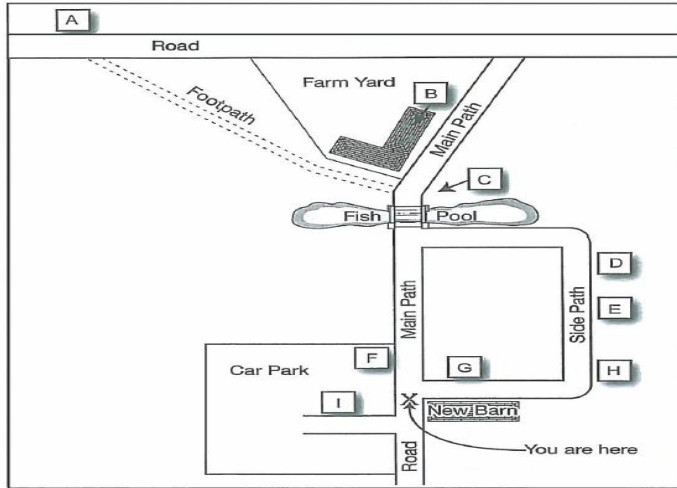 A
Road
Farm Yard
B
Footpath
Main Path
C
Fish Pool
D
Main Path
Side Path
E
F
Car Park
G
H
I
New Barn
You are here
Road